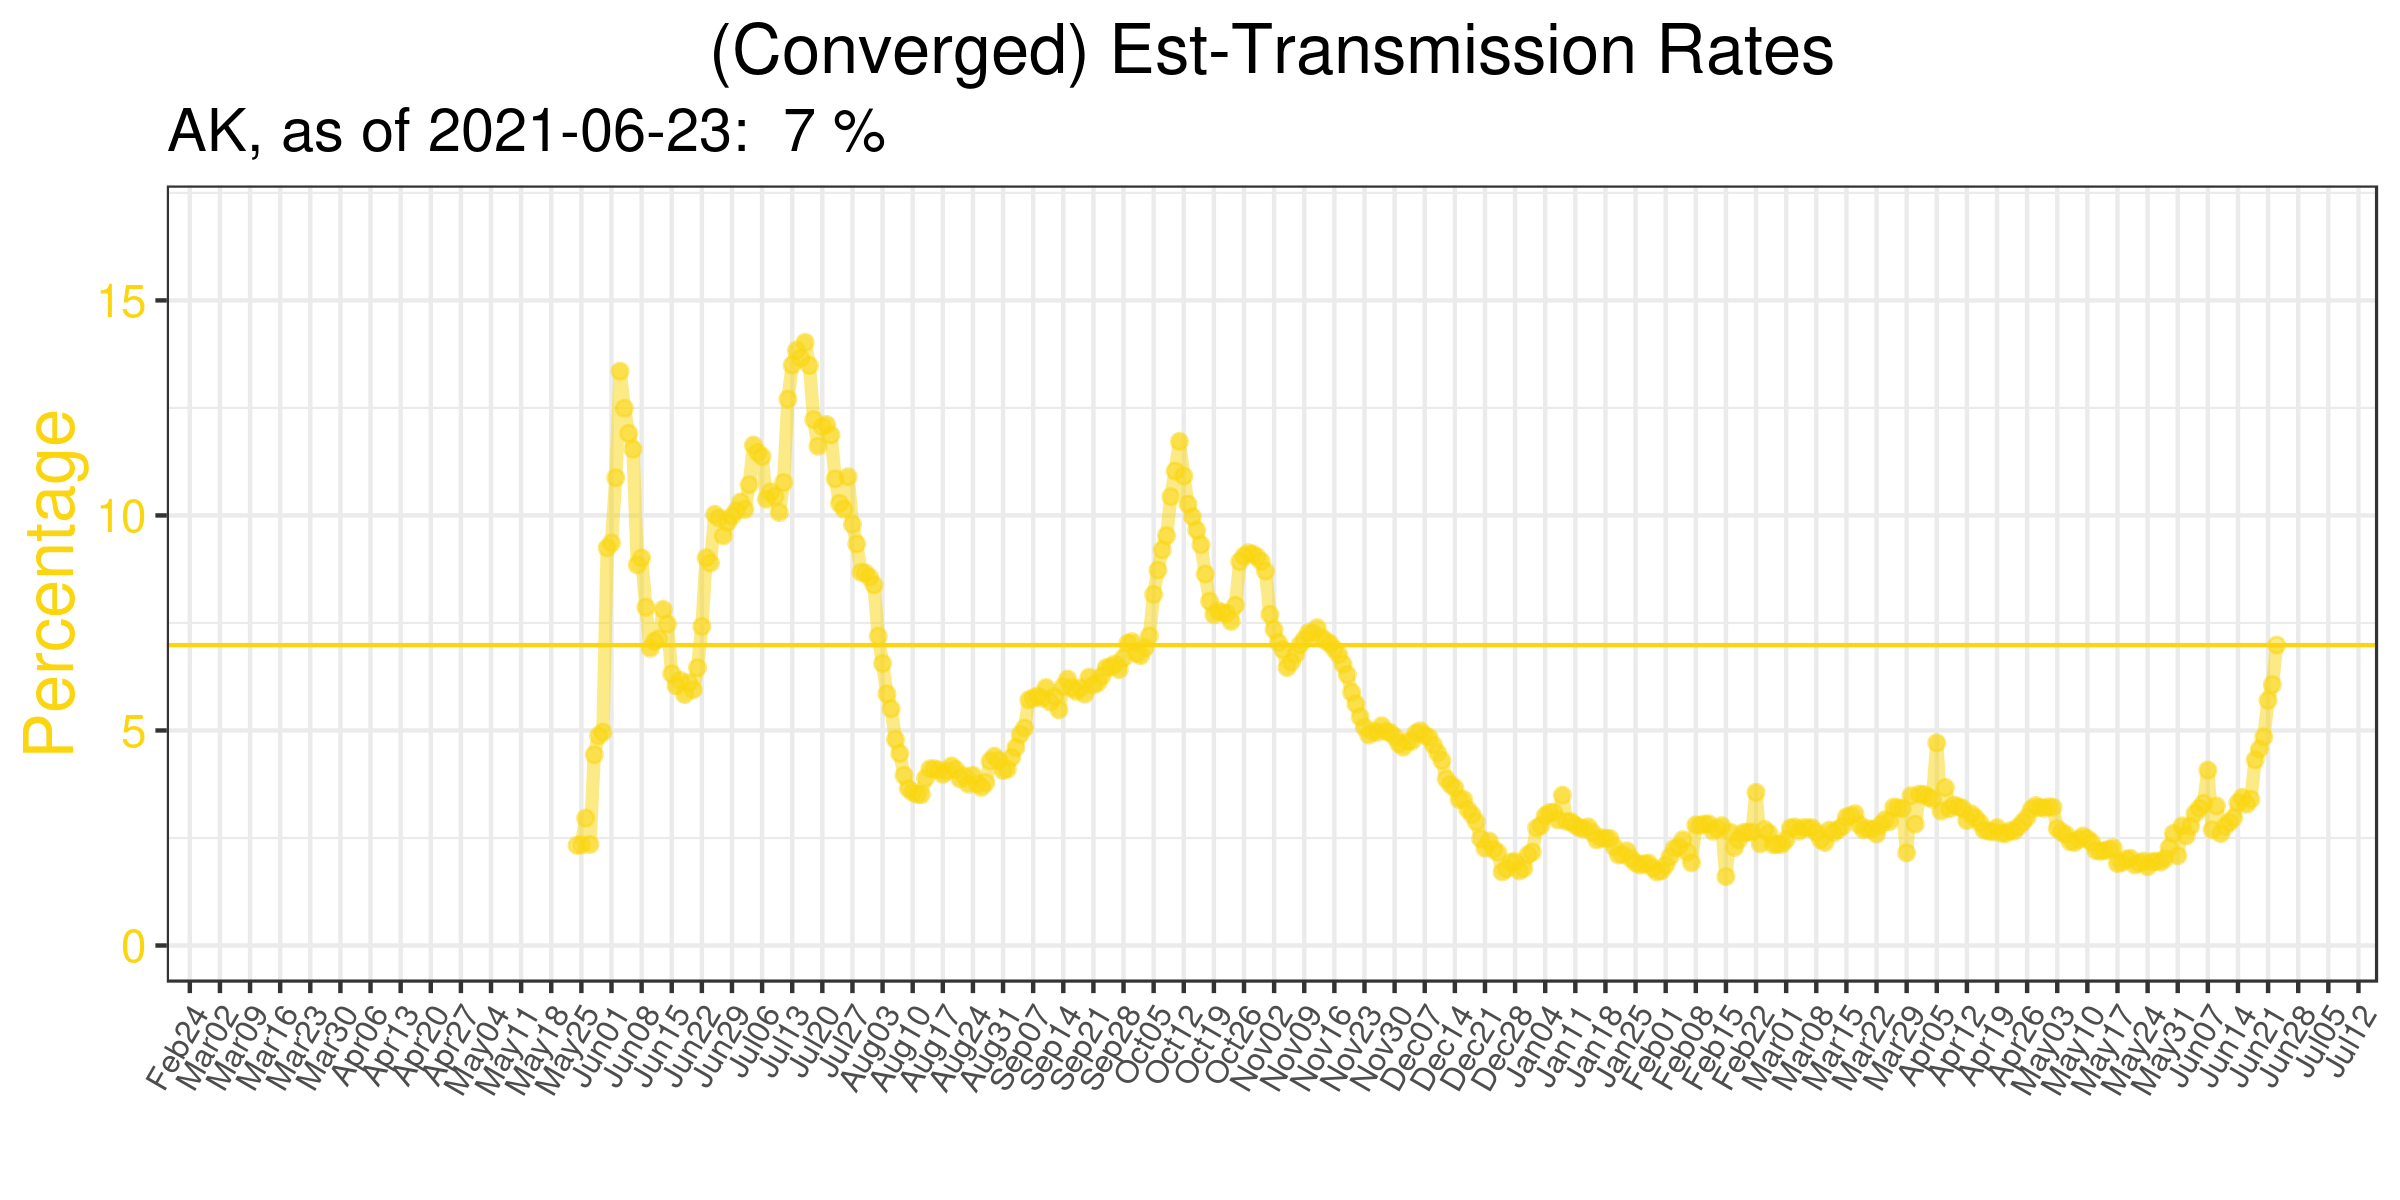 (Converged) Est-Transmission Rates
AK, as of 2021-06-23:  7 %
Percentage
15
10
5
0
Feb24
Mar02
Mar09
Mar16
Mar23
Mar30
Apr06
Apr13
Apr20
Apr27
May04
May11
May18
May25
Jun01
Jun08
Jun15
Jun22
Jun29
Jul06
Jul13
Jul20
Jul27
Aug03
Aug10
Aug17
Aug24
Aug31
Sep07
Sep14
Sep21
Sep28
Oct05
Oct12
Oct19
Oct26
Nov02
Nov09
Nov16
Nov23
Nov30
Dec07
Dec14
Dec21
Dec28
Jan04
Jan11
Jan18
Jan25
Feb01
Feb08
Feb15
Feb22
Mar01
Mar08
Mar15
Mar22
Mar29
Apr05
Apr12
Apr19
Apr26
May03
May10
May17
May24
May31
Jun07
Jun14
Jun21
Jun28
Jul05
Jul12